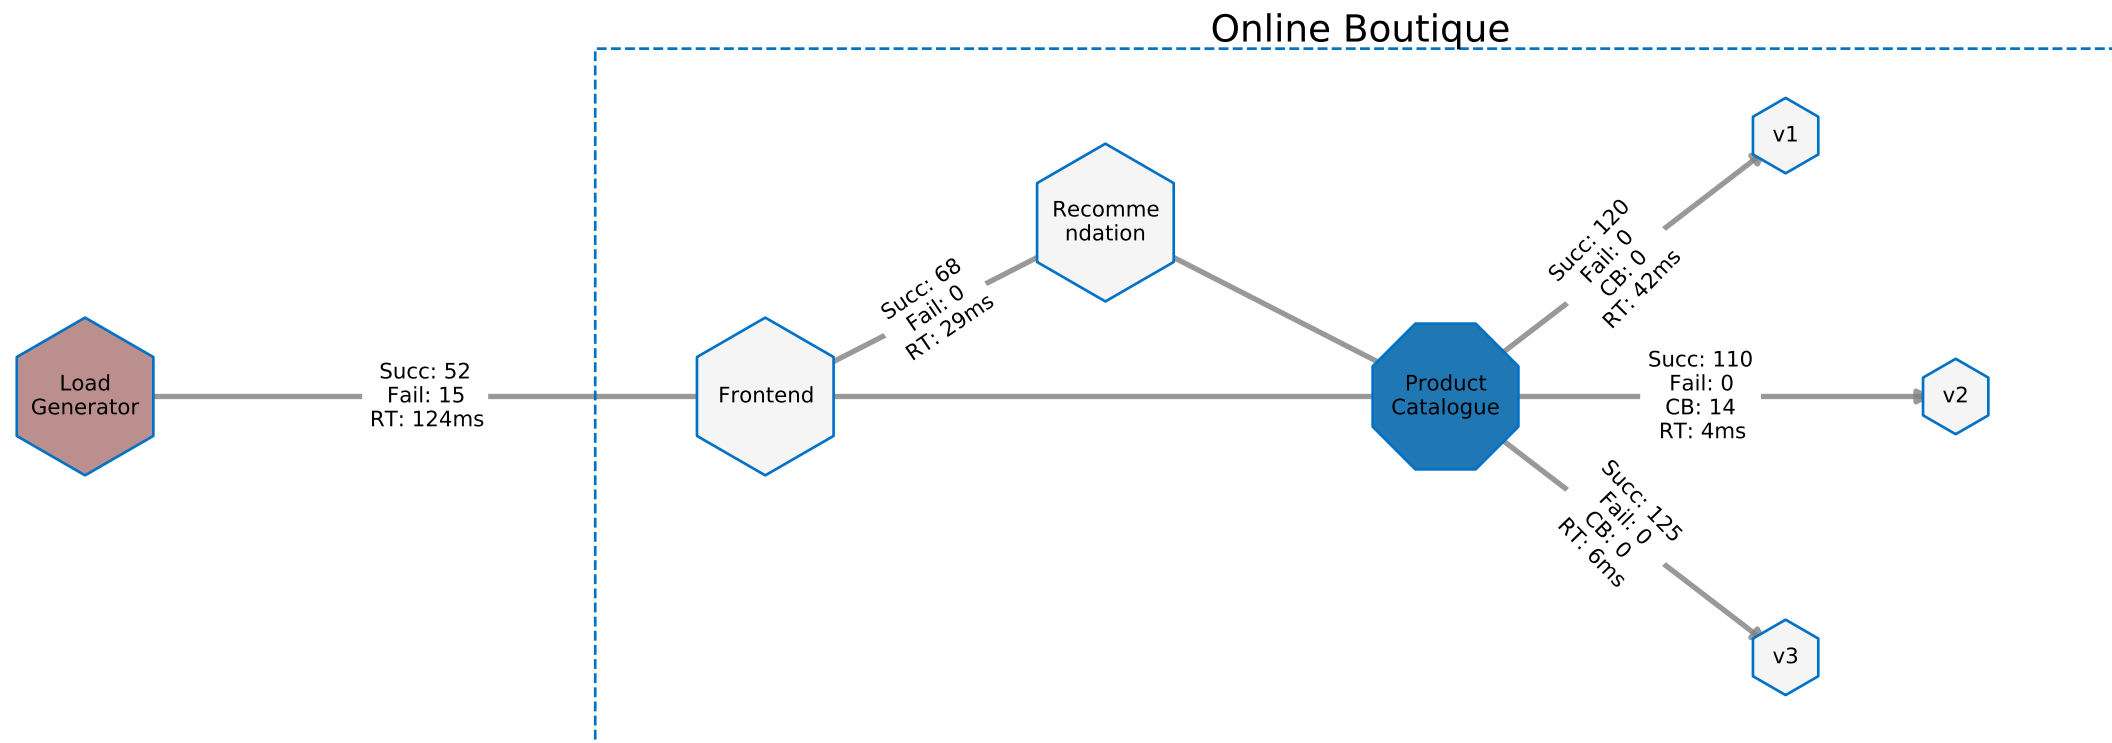 Online Boutique
Load
Generator
Succ: 52
Fail: 15
RT: 124ms
Frontend
Succ: 68
Fail: 0
RT: 29ms
Recomme
ndation
Product
Catalogue
Succ: 120
Fail: 0
CB: 0
RT: 42ms
v1
Succ: 110
Fail: 0
CB: 14
RT: 4ms
v2
Succ: 125
Fail: 0
CB: 0
RT: 6ms
v3